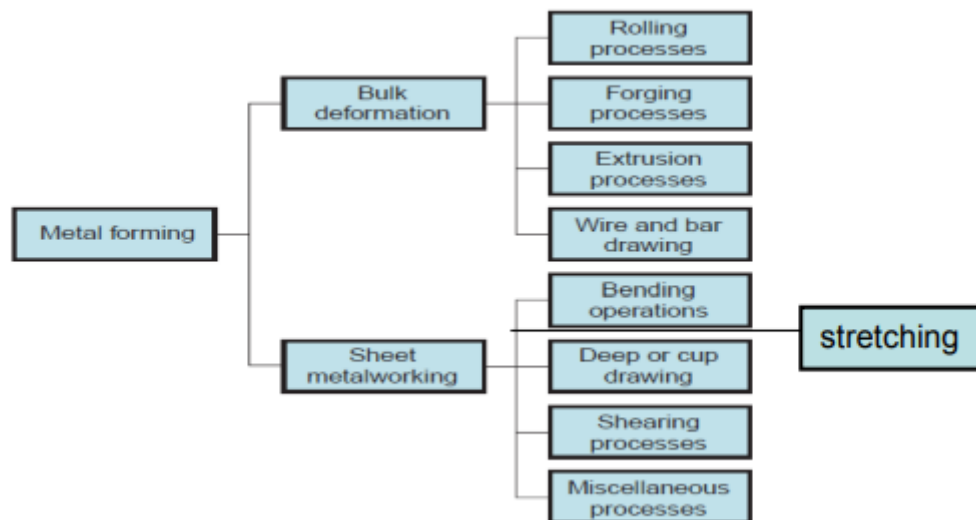 Rolling
processes
Bulk
deformation
Forging
processes
Extrusion
processes
Metal forming
Wire and bar
drawing
Bending
operations
stretching
Sheet
metalworking
Deep or cup
drawing
Shearing
processes
Miscellaneous
processes